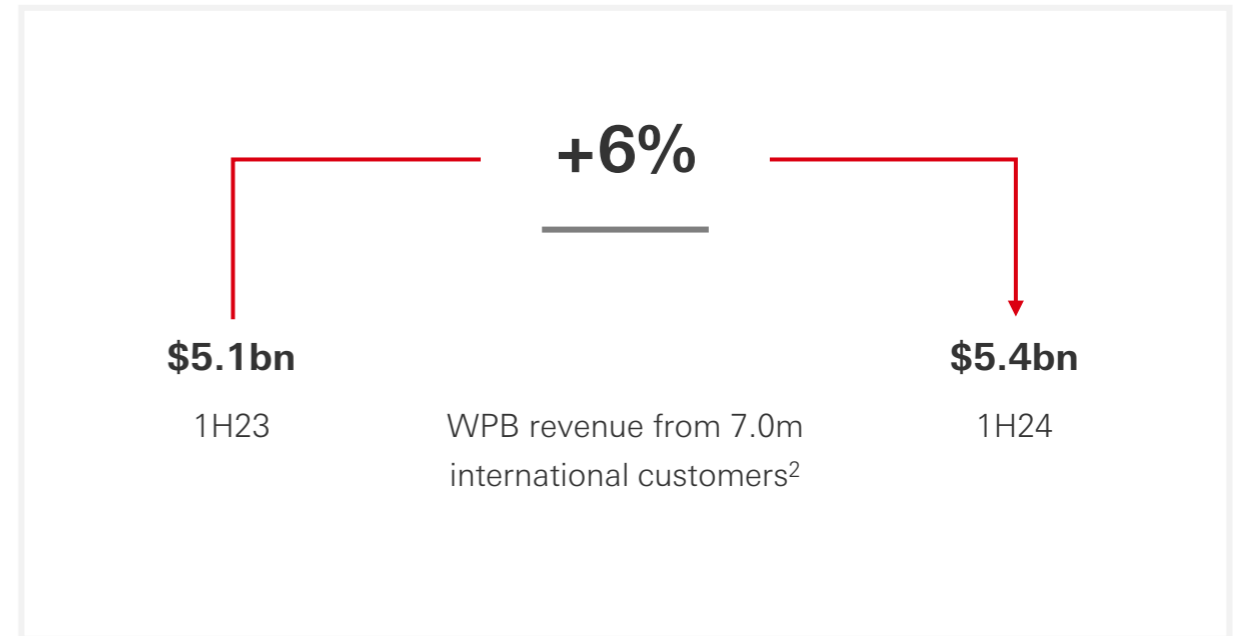 +6%
$5.1bn
$5.4bn
1H23
WPB revenue from 7.0m
1H24
international customers²